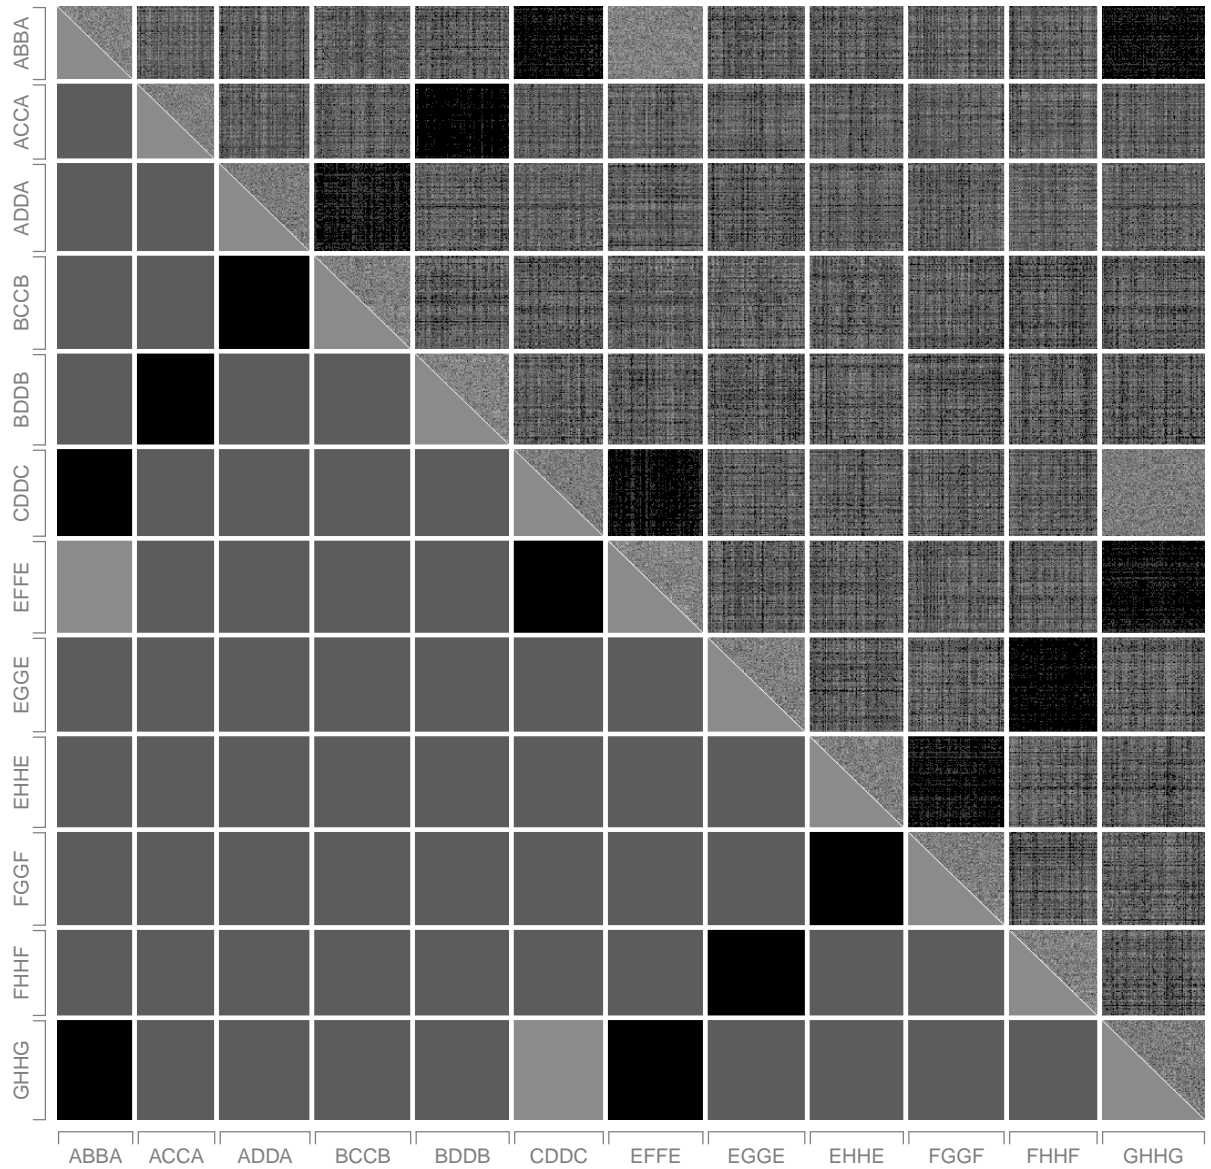 ABBA
ACCA
ADDA
BCCB
BDDB
CDDC
EFFE
EGGE
EHHE
FGGF
FHHF
GHHG
ABBA ACCA ADDA BCCB BDDB CDDC EFFE EGGE EHHE FGGF FHHF GHHG